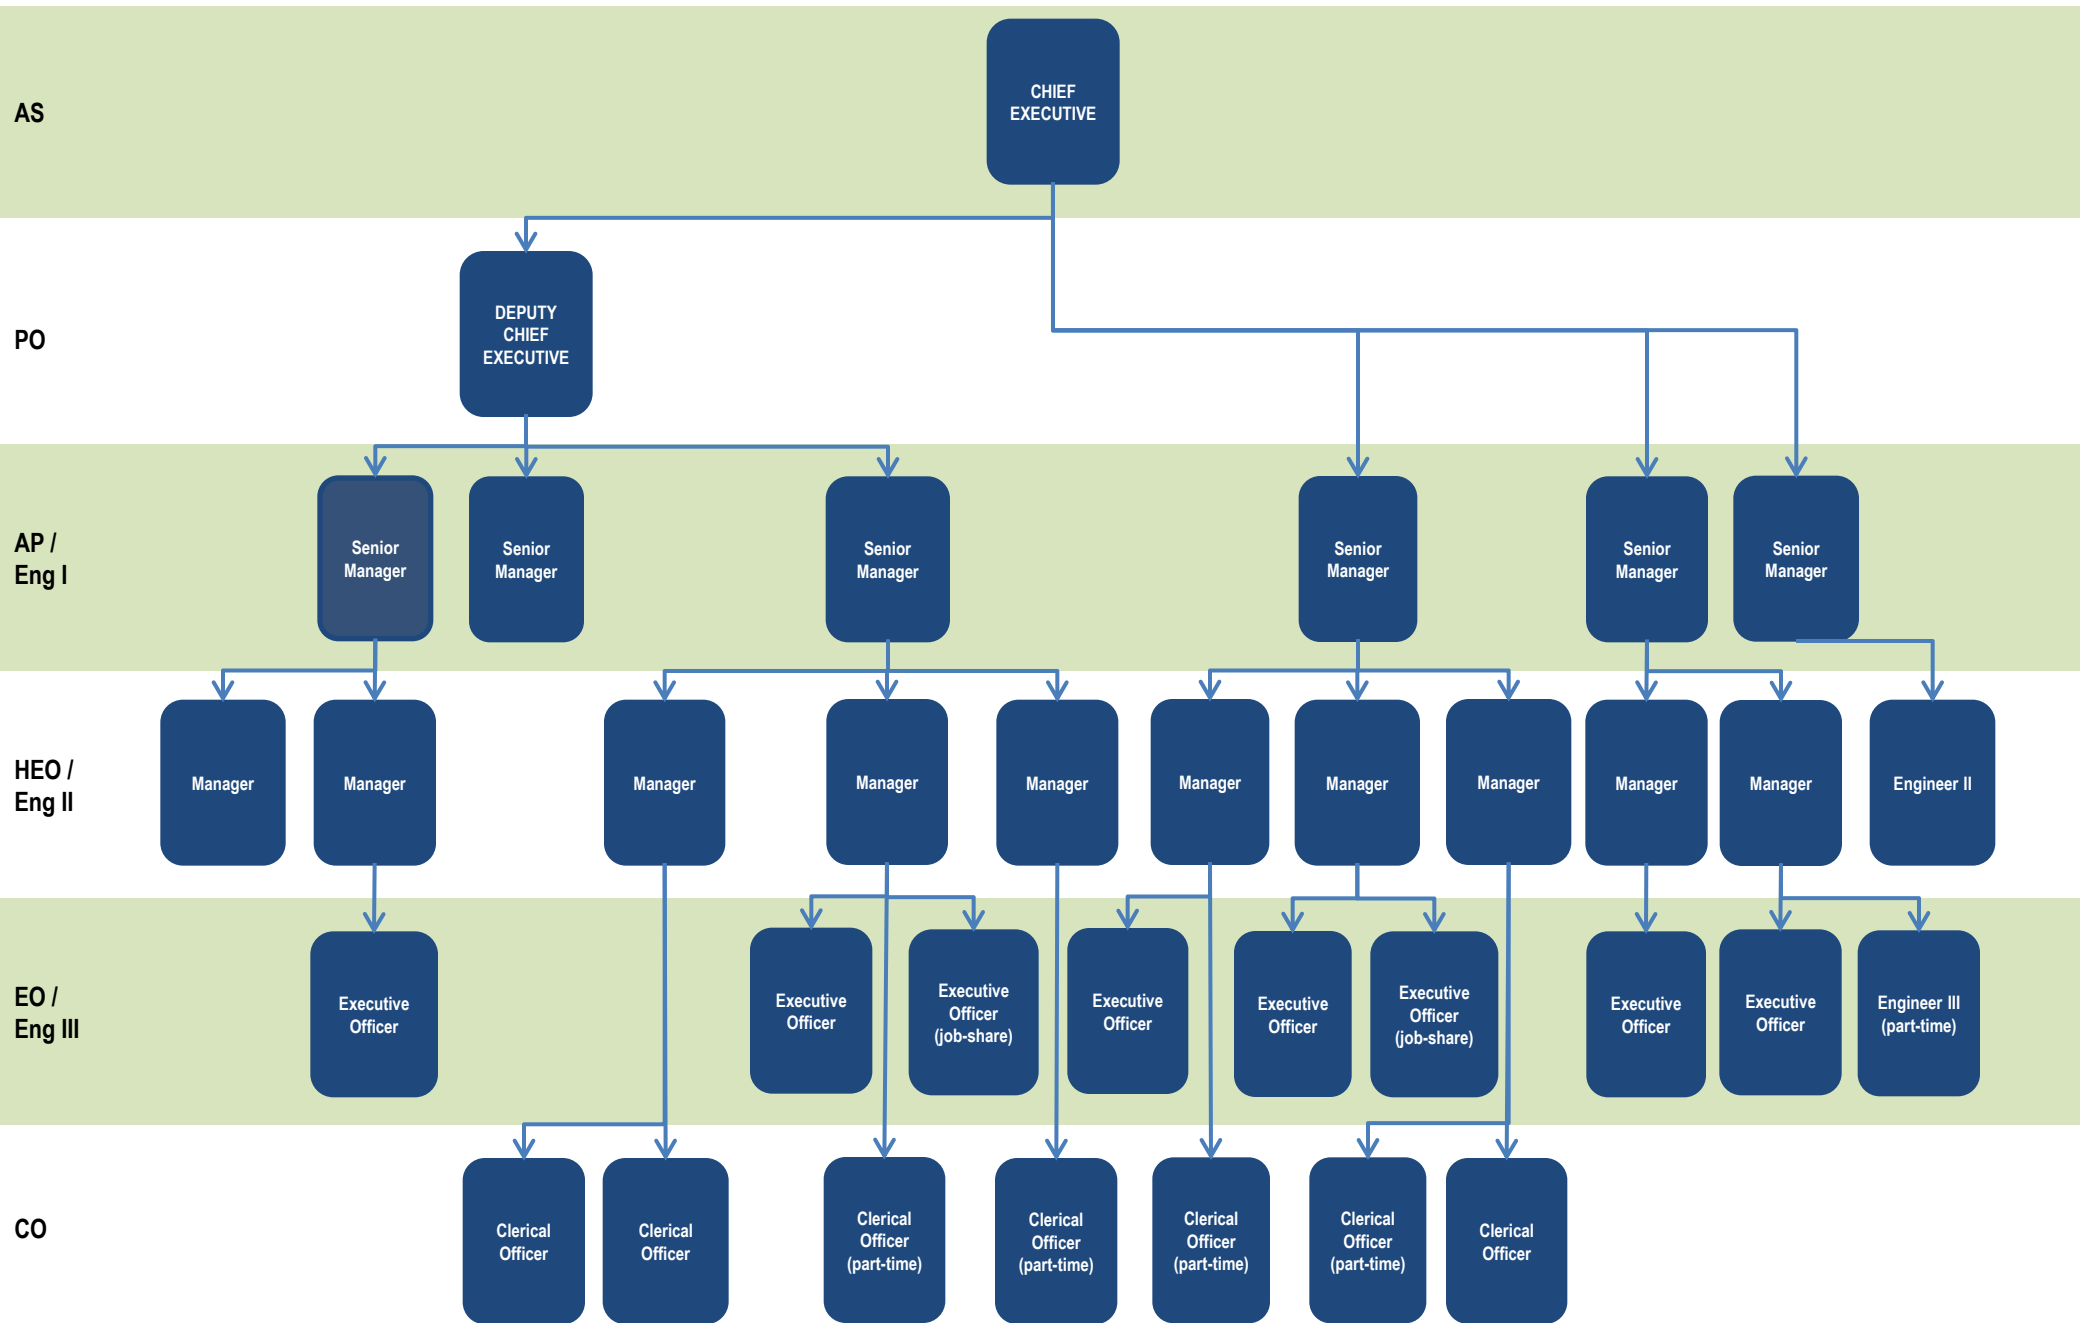 AS
CHIEF
EXECUTIVE
PO
DEPUTY
CHIEF
EXECUTIVE
AP /
Eng I
Senior
Manager
Senior
Manager
Senior
Manager
Senior
Manager
Senior
Manager
Senior
Manager
HEO /
Eng II
Manager
Manager
Manager
Manager
Manager
Manager
Manager
Manager
Manager
Manager
Engineer II
EO /
Eng III
Executive
Officer
Executive
Officer
Executive
Officer
(job-share)
Executive
Officer
Executive
Officer
Executive
Officer
(job-share)
Executive
Officer
Executive
Officer
Engineer III
(part-time)
CO
Clerical
Officer
Clerical
Officer
Clerical
Officer
(part-time)
Clerical
Officer
(part-time)
Clerical
Officer
(part-time)
Clerical
Officer
(part-time)
Clerical
Officer